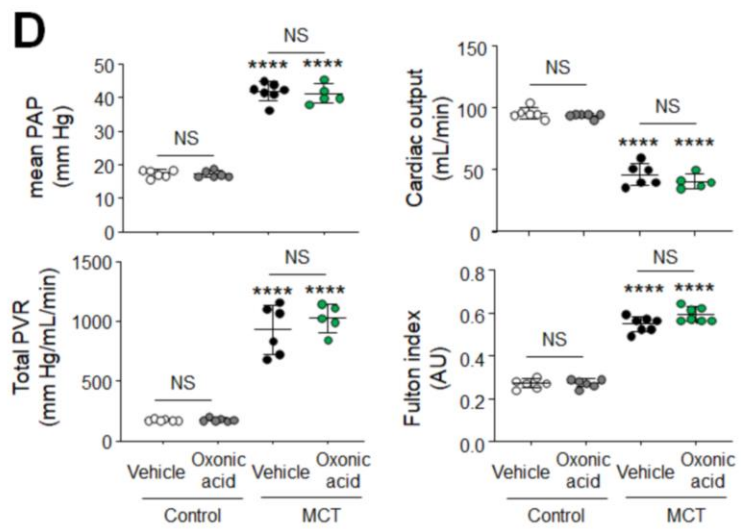 D
mean PAP
(mm Hg)
50
40
30
20
10
0
NS
NS
**** ****
Cardiac output
(mL/min)
150
100
50
0
NS
NS
**** ****
Total PVR
(mm Hg/mL/min)
1500
1000
500
0
NS
NS
**** ****
Vehicle Oxonic acid
Vehicle Oxonic acid
Control MCT
Fulton index
(AU)
0.8
0.6
0.4
0.2
0.0
NS
NS
**** ****
Vehicle Oxonic acid
Vehicle Oxonic acid
Control MCT